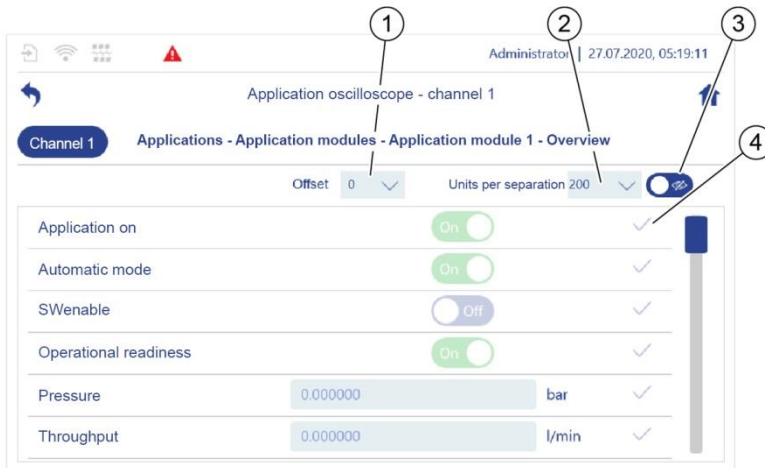 1 2 3
Administrator | 27.07.2020, 05:19:11
Application oscilloscope - channel 1
Channel 1 Applications - Application modules - Application module 1 - Overview
4
Offset 0 Units per separation 200
Application on On
Automatic mode On
SWenable Off
Operational readiness On
Pressure 0.000000 bar
Throughput 0.000000 l/min